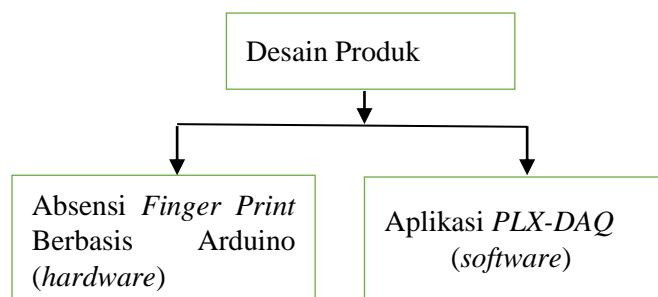 Desain Produk
Absensi Finger Print
Berbasis Arduino
(hardware)
Aplikasi PLX-DAQ
(software)